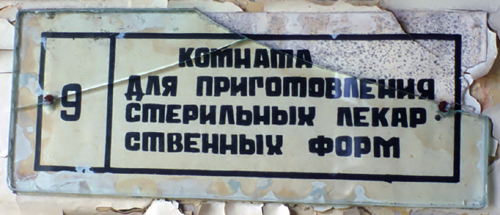 9
КОМНАТА
ДЛЯ ПРИГОТОВЛЕНИЯ
СТЕРИЛЬНЫХ ЛЕКАР
СТВЕННЫХ ФОРМ